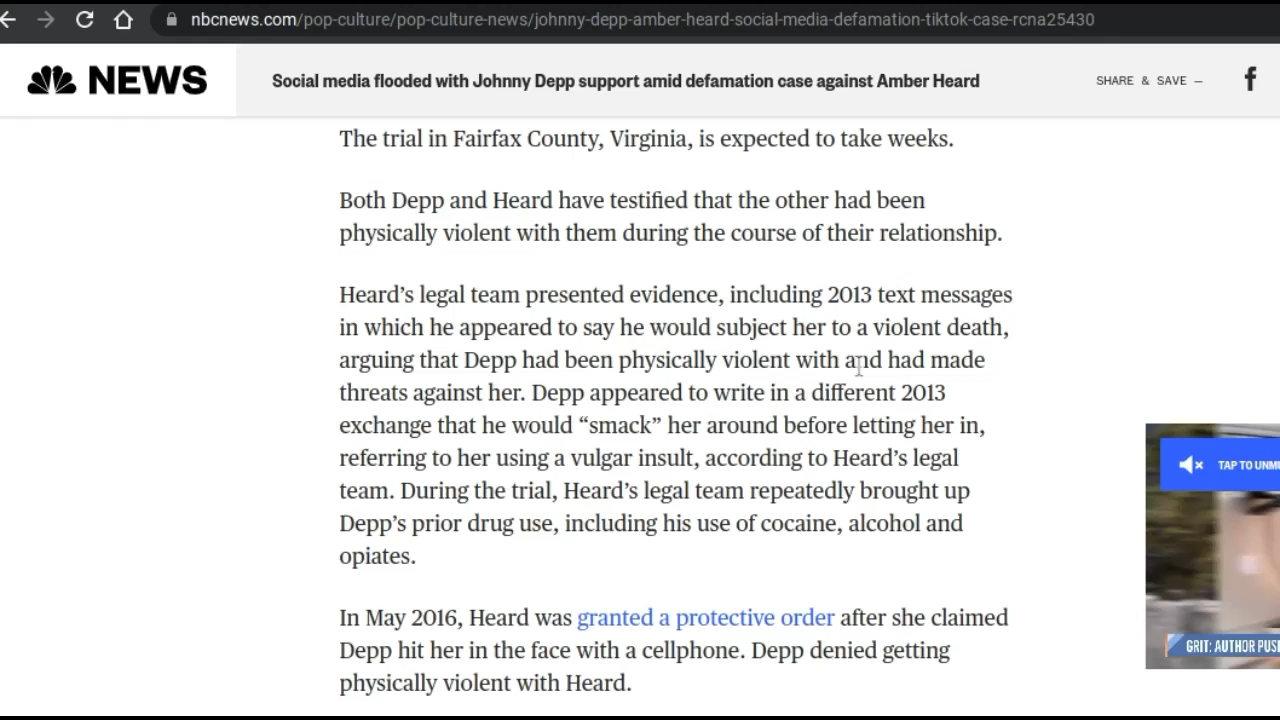 nbcnews.com/pop-culture/pop-culture-news/johnny-depp-amber-heard-social-media-defamation-tiktok-case-rcna25430
NEWS
Social media flooded with Johnny Depp support amid defamation case against Amber Heard
SHARE & SAVE —
The trial in Fairfax County, Virginia, is expected to take weeks.
Both Depp and Heard have testified that the other had been
physically violent with them during the course of their relationship.
Heard’s legal team presented evidence, including 2013 text messages
in which he appeared to say he would subject her to a violent death,
arguing that Depp had been physically violent with and had made
threats against her. Depp appeared to write in a different 2013
exchange that he would “smack” her around before letting her in,
referring to her using a vulgar insult, according to Heard’s legal
team. During the trial, Heard’s legal team repeatedly brought up
Depp’s prior drug use, including his use of cocaine, alcohol and
opiates.
In May 2016, Heard was granted a protective order after she claimed
Depp hit her in the face with a cellphone. Depp denied getting
physically violent with Heard.
TAP TO UNMU
GRIT: AUTHOR PUS